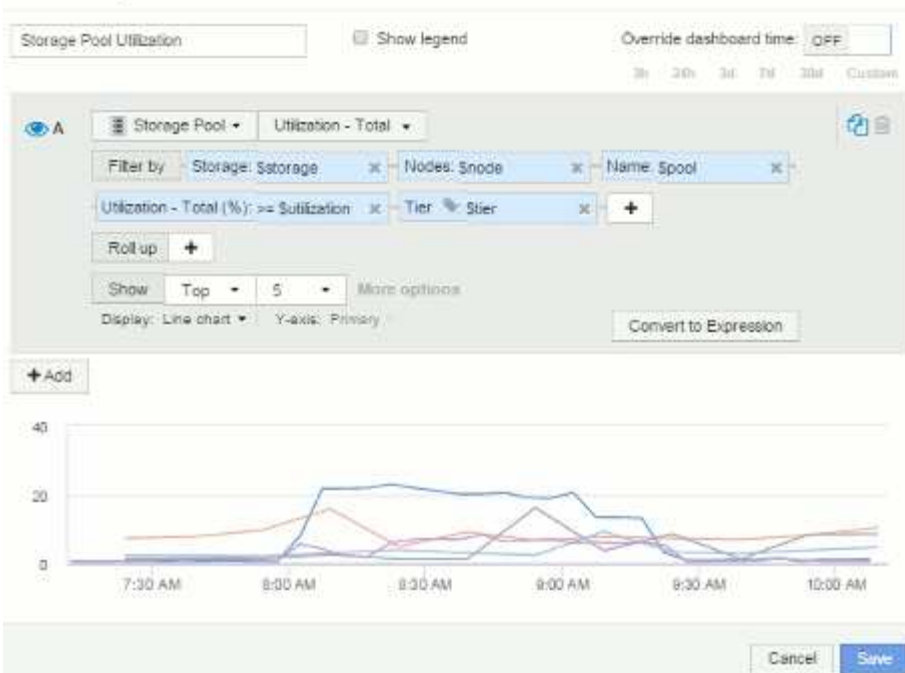 Storage Pool Utilization Show legend Override dashboard time: OFF
3h 24h 3d 7d 30d Custom
A Storage Pool Utilization - Total
Filter by Storage: $storage Nodes: $node Name: $pool
Utilization - Total (%): >= $utilization Tier $tier +
Roll up +
Show Top 5 More options
Display: Line chart Y-axis: Primary
Convert to Expression
+ Add
40
20
0
7:30 AM 8:00 AM 8:30 AM 9:00 AM 9:30 AM 10:00 AM
Cancel Save